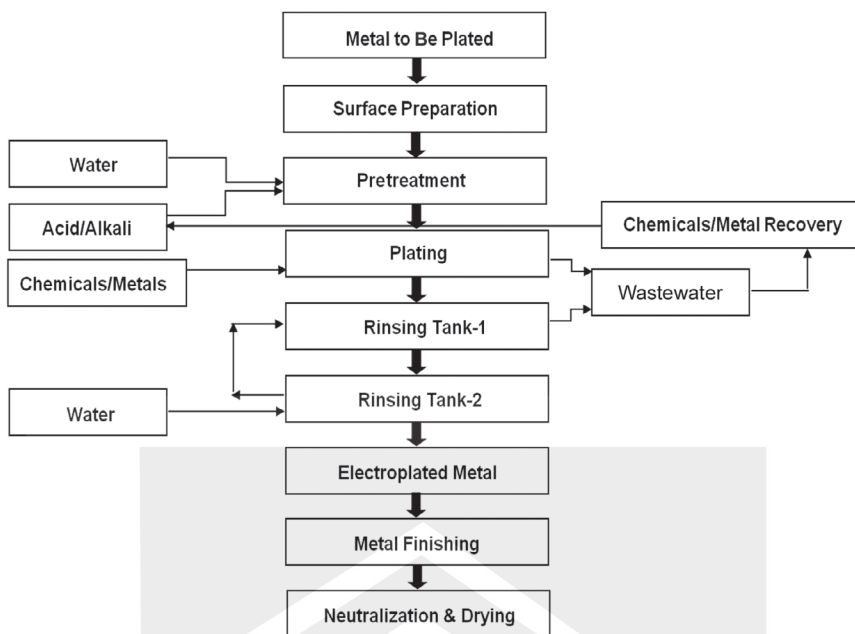 Metal to Be Plated
Surface Preparation
Water
Pretreatment
Acid/Alkali
Chemicals/Metal Recovery
Plating
Chemicals/Metals
Wastewater
Rinsing Tank-1
Rinsing Tank-2
Water
Electroplated Metal
Metal Finishing
Neutralization & Drying